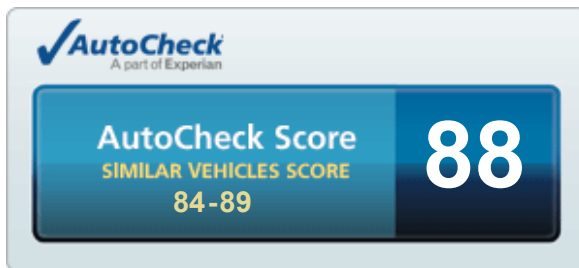 AutoCheck
A part of Experian
AutoCheck Score
SIMILAR VEHICLES SCORE
84-89
88